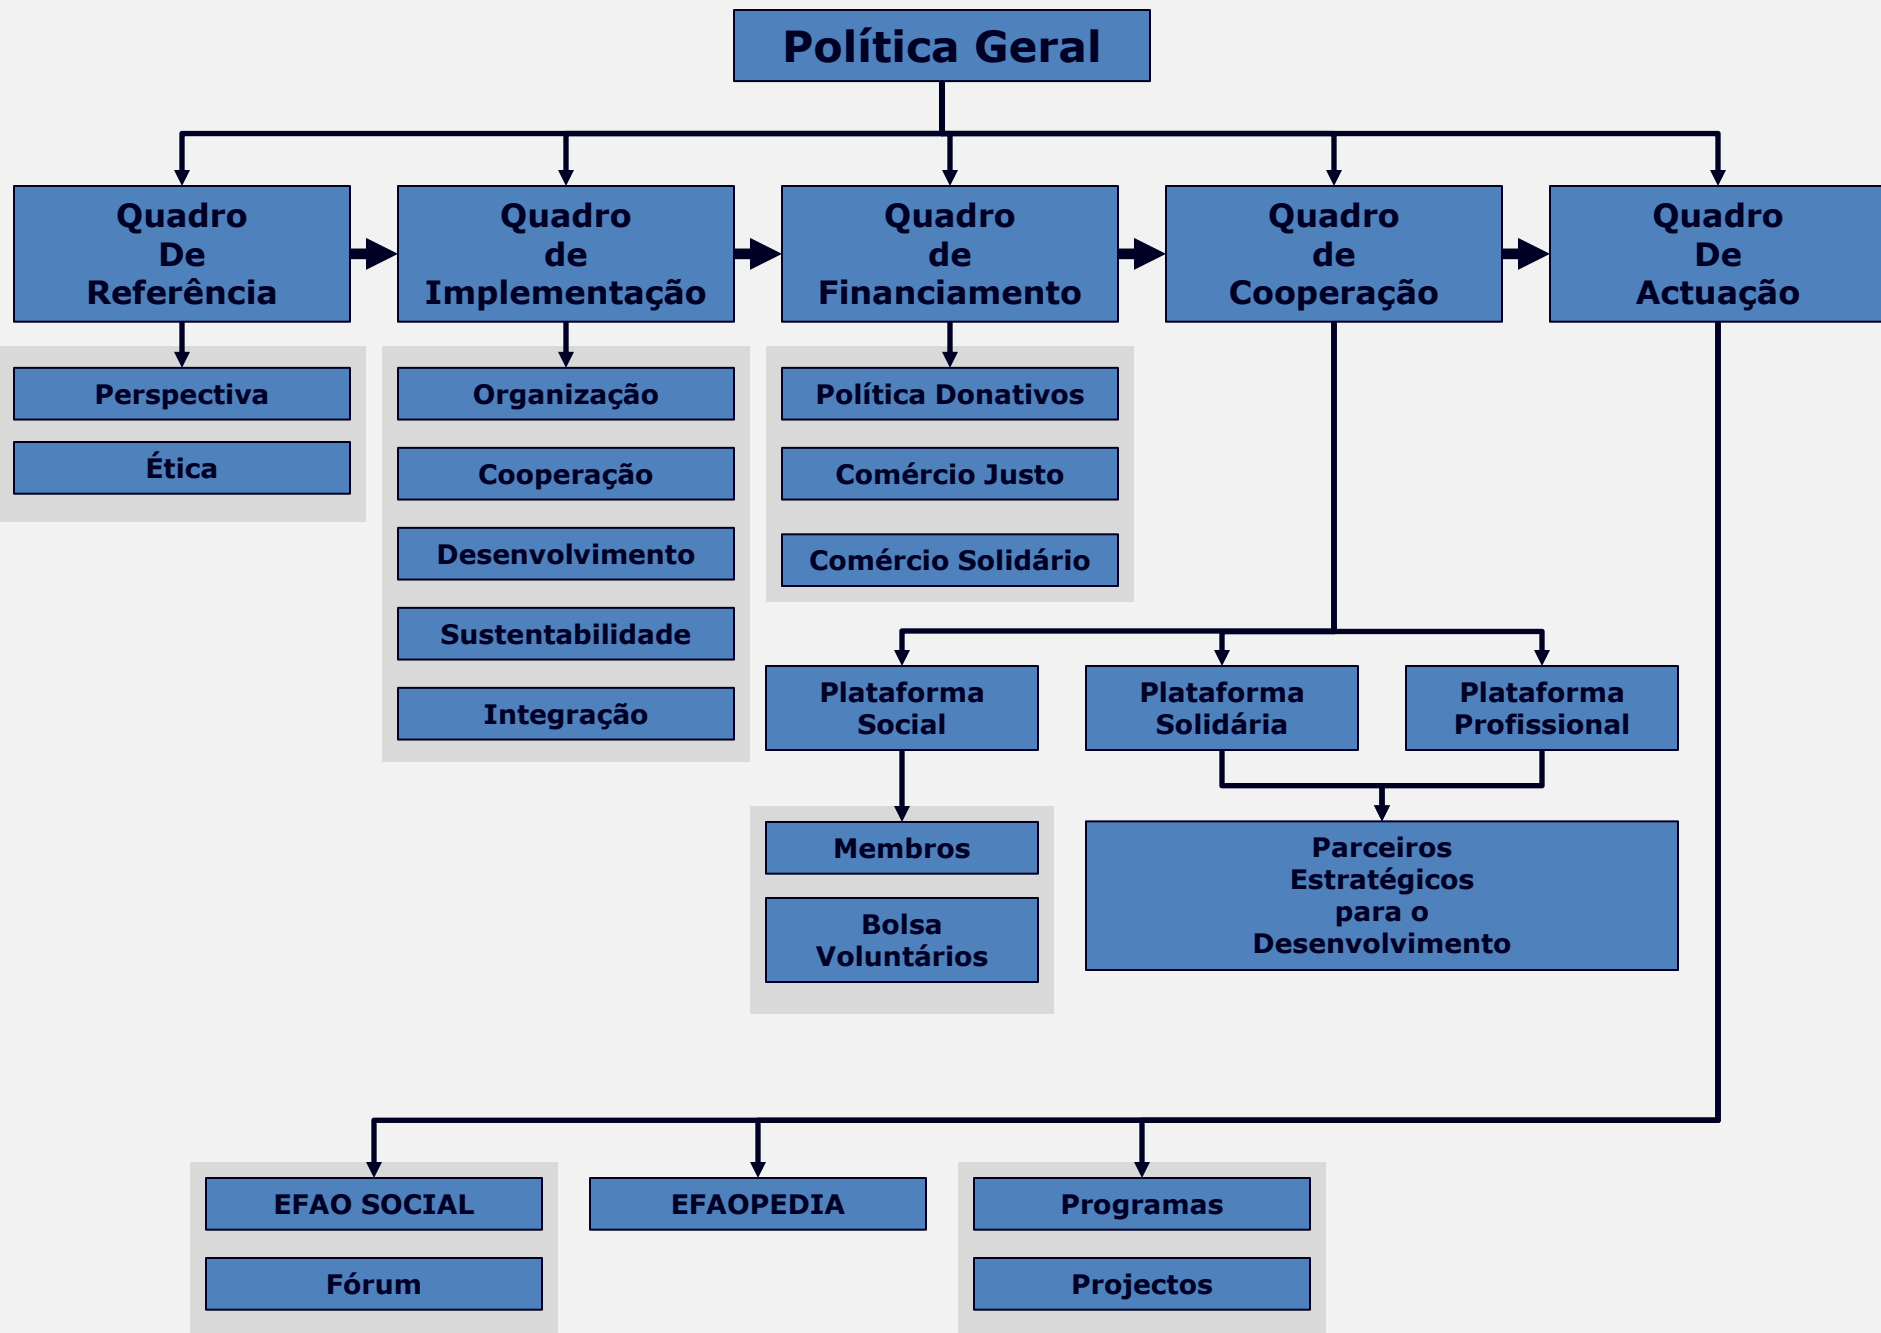 Política Geral
Quadro
De
Referência
Quadro
de
Implementação
Quadro
de
Financiamento
Quadro
de
Cooperação
Quadro
De
Actuação
Perspectiva
Ética
Organização
Cooperação
Desenvolvimento
Sustentabilidade
Integração
Política Donativos
Comércio Justo
Comércio Solidário
Plataforma
Social
Plataforma
Solidária
Plataforma
Profissional
Membros
Bolsa
Voluntários
Parceiros
Estratégicos
para o
Desenvolvimento
EFAO SOCIAL
Fórum
EFAOPEDIA
Programas
Projectos